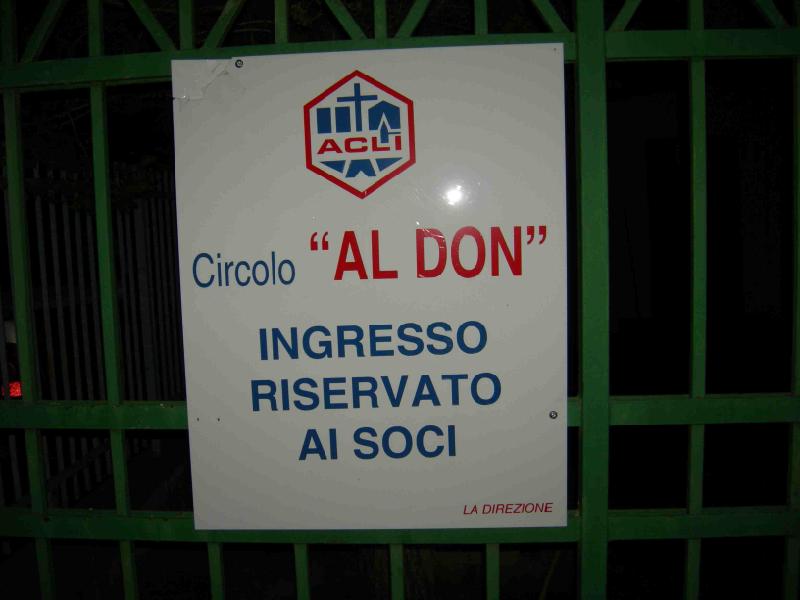 ACLI
Circolo "AL DON"
INGRESSO
RISERVATO
AI SOCI
LA DIREZIONE